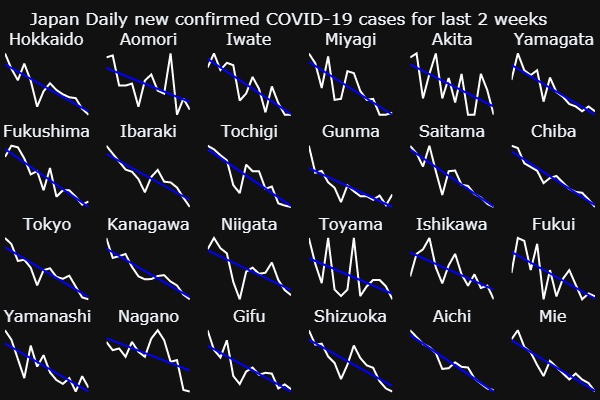 Japan Daily new confirmed COVID-19 cases for last 2 weeks
Hokkaido Aomori Iwate Miyagi Akita Yamagata
Fukushima Ibaraki Tochigi Gunma Saitama Chiba
Tokyo Kanagawa Niigata Toyama Ishikawa Fukui
Yamanashi Nagano Gifu Shizuoka Aichi Mie